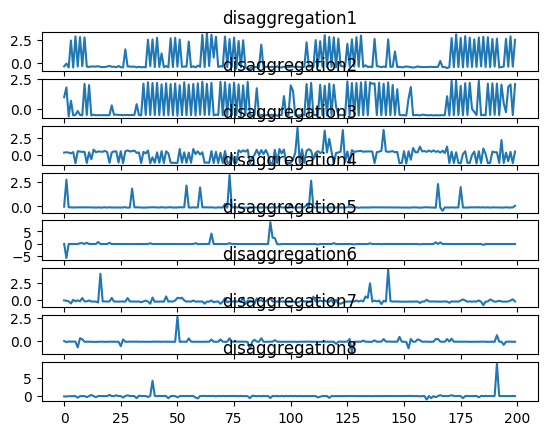 disaggregation1
2.5
0.0
disaggregation2
2.5
0.0
disaggregation3
2.5
0.0
disaggregation4
2.5
0.0
disaggregation5
5
0
−5
disaggregation6
2.5
0.0
disaggregation7
2.5
0.0
disaggregation8
5
0
0 25 50 75 100 125 150 175 200